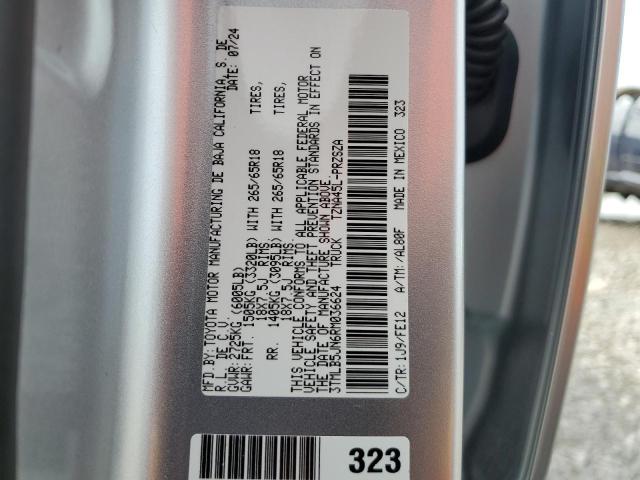 MFD.BY:TOYOTA MOTOR MANUFACTURING DE BAJA CALIFORNIA, S. DE
R. L. DE C.V. DATE: 07/24
GVWR: 2725KG (6005LB)
GAWR: FRT. 1505KG (3320LB) WITH 265/65R18 TIRES,
18X7.5J RIMS.
RR. 1405KG (3095LB) WITH 265/65R18 TIRES,
18X7.5J RIMS.
THIS VEHICLE CONFORMS TO ALL APPLICABLE FEDERAL MOTOR
VEHICLE SAFETY AND THEFT PREVENTION STANDARDS IN EFFECT ON
THE DATE OF MANUFACTURE SHOWN ABOVE.
3TMLB5JN6RM036624 TRUCK TZNA45L-PRZSZA
C/TR: 1J9/FE12 A/TM: /AL80F MADE IN MEXICO 323
323